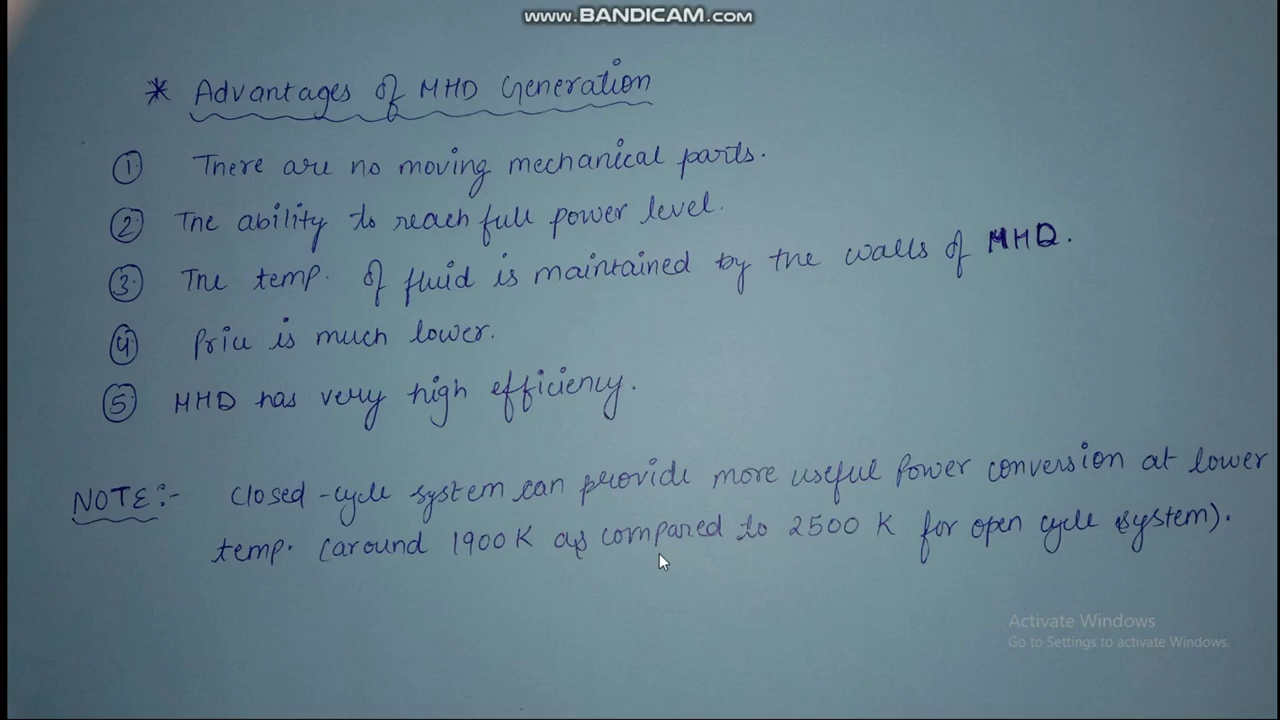 www.BANDICAM.com
* Advantages of MHD Generation
① There are no moving mechanical parts.
② The ability to reach full power level.
③ The temp. of fluid is maintained by the walls of MHD.
④ Price is much lower.
⑤ MHD has very high efficiency.
NOTE:- Closed-cycle system can provide more useful Power conversion at lower
temp. (around 1900 K as compared to 2500 K for open cycle system).
Activate Windows
Go to Settings to activate Windows.